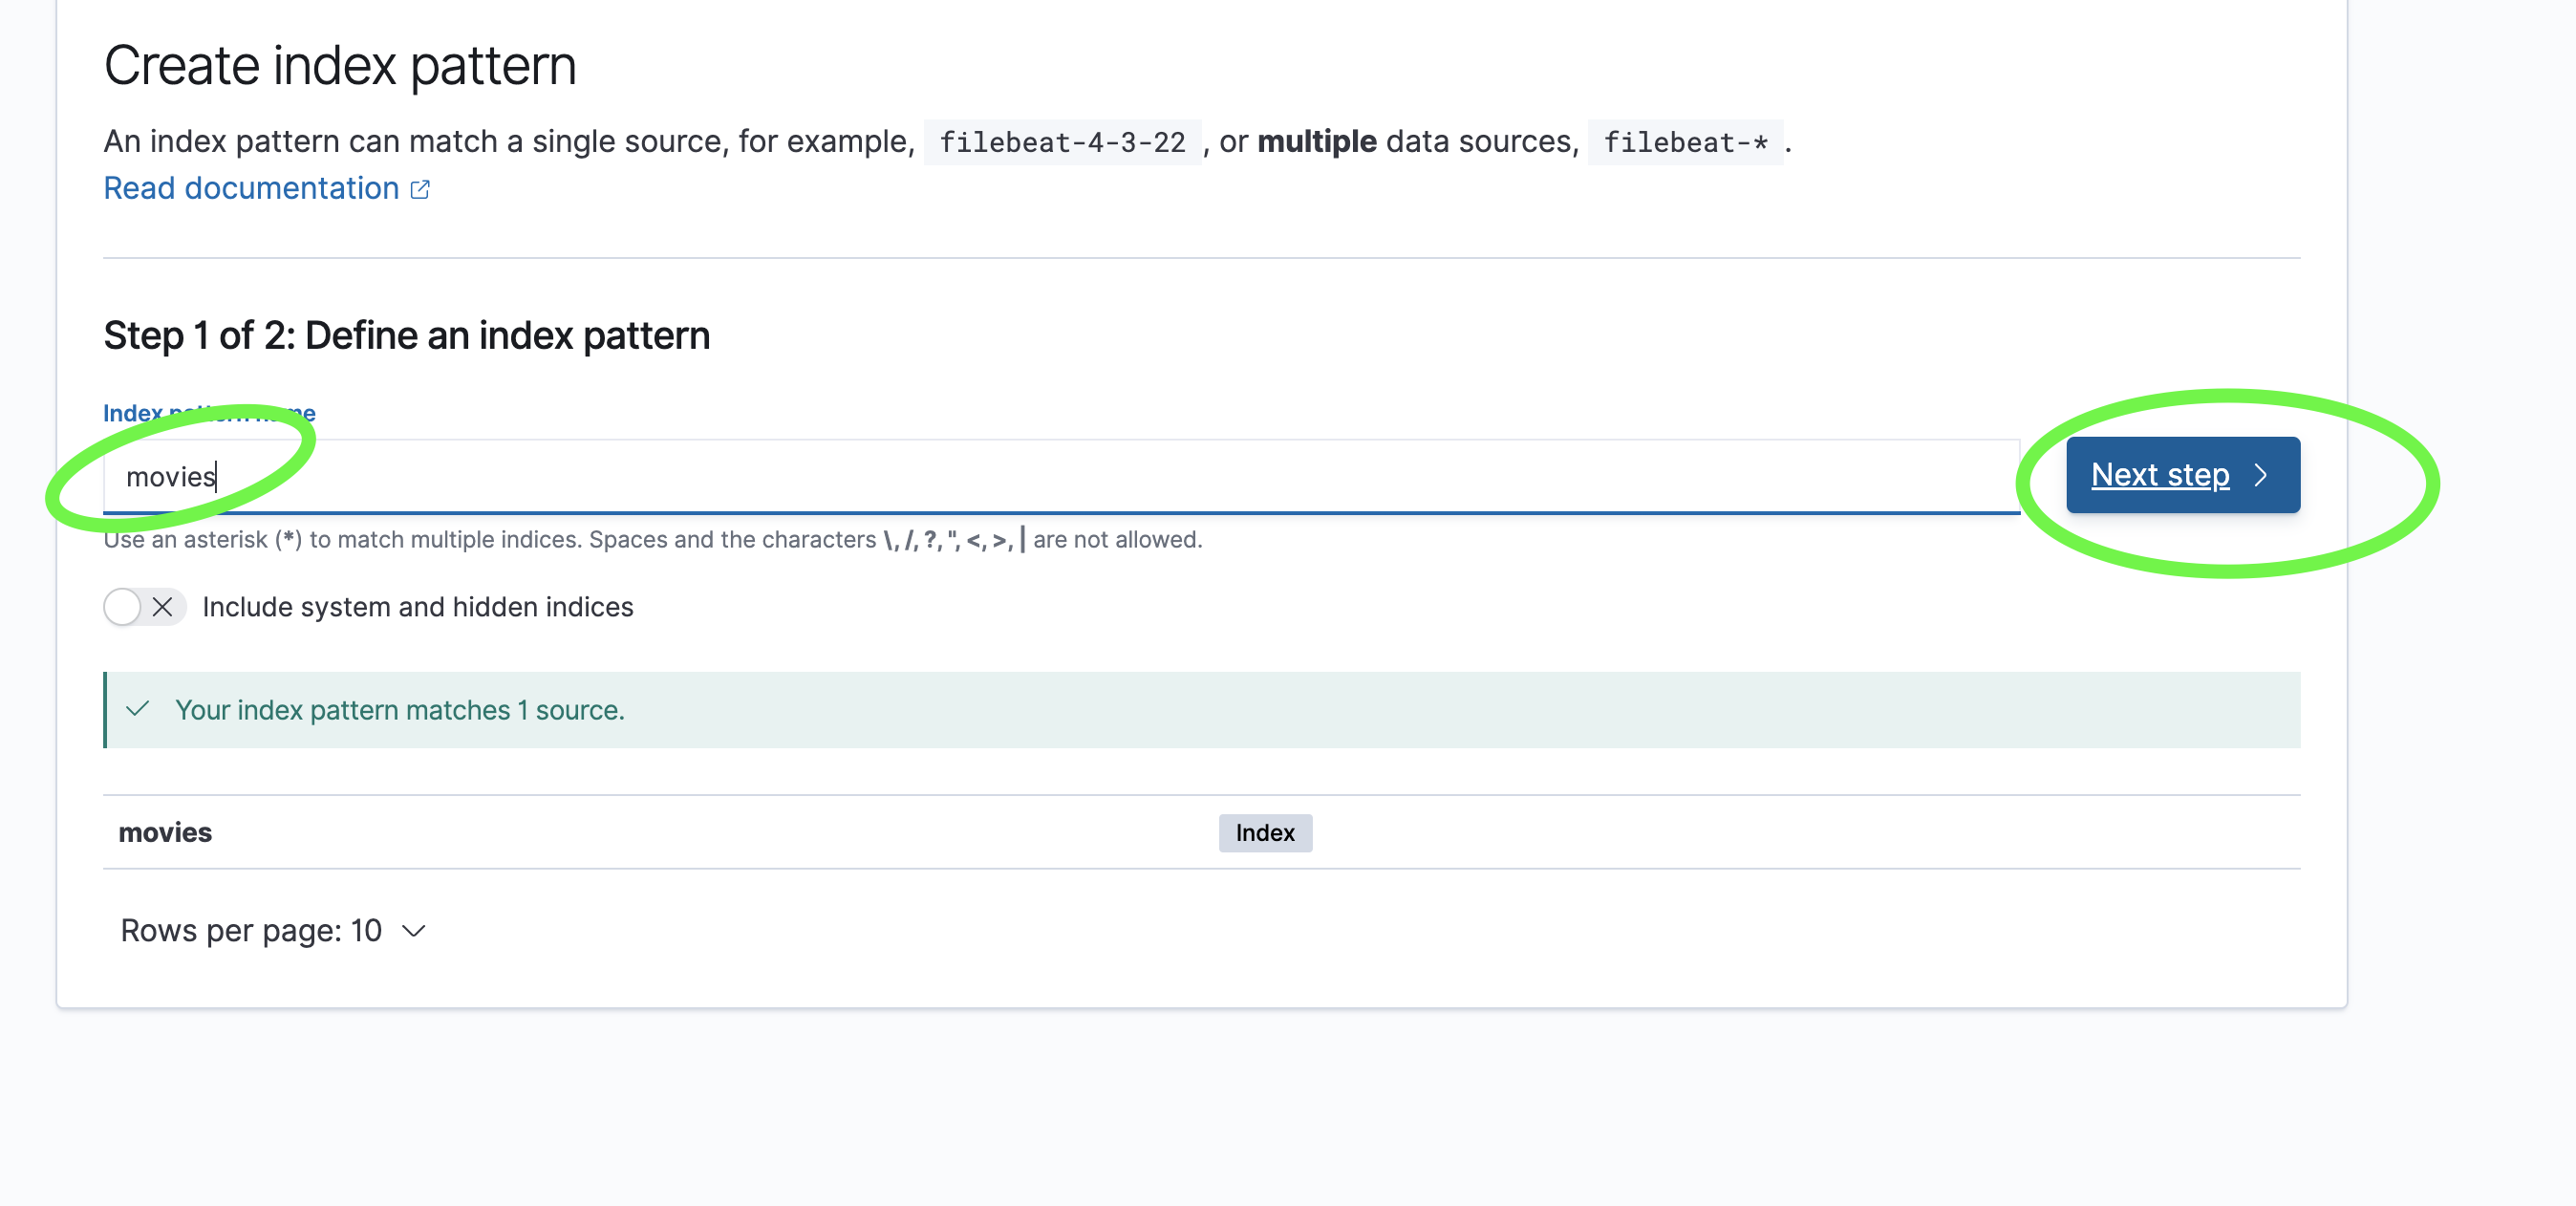 Create index pattern
An index pattern can match a single source, for example, filebeat-4-3-22 , or multiple data sources, filebeat-* .
Read documentation
Step 1 of 2: Define an index pattern
Index pattern name
movies
Next step
Use an asterisk (*) to match multiple indices. Spaces and the characters \, /, ?, ", <, >, | are not allowed.
Include system and hidden indices
Your index pattern matches 1 source.
movies Index
Rows per page: 10